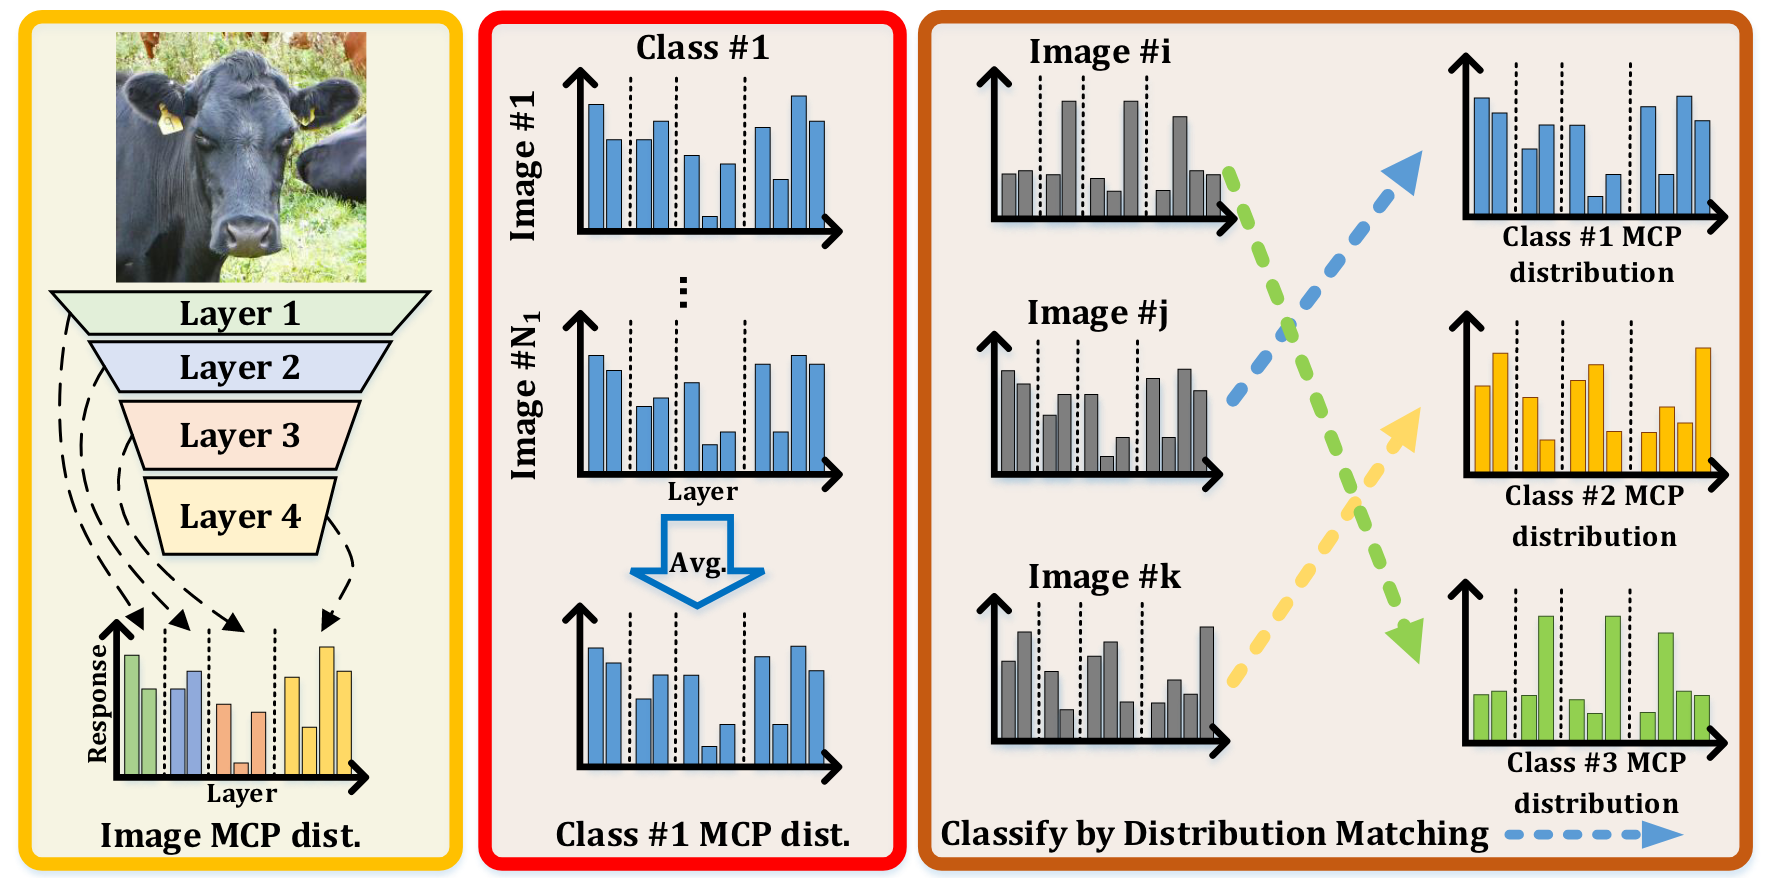 Layer 1
Layer 2
Layer 3
Layer 4
Response
Layer
Image MCP dist.
Class #1
Image #1
...
Image #N1
Layer
Avg.
Class #1 MCP dist.
Image #i
Image #j
Image #k
Class #1 MCP
distribution
Class #2 MCP
distribution
Class #3 MCP
distribution
Classify by Distribution Matching